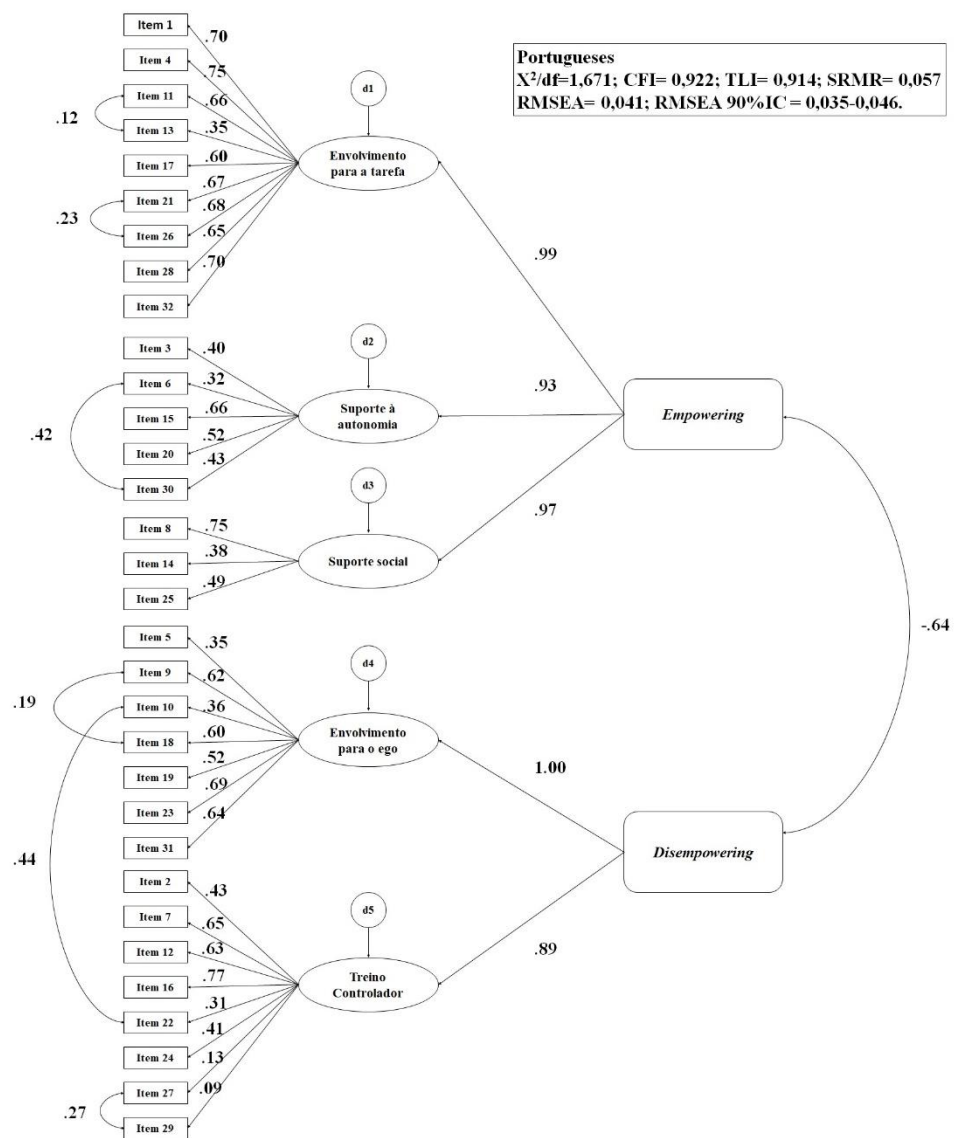 Portugueses
X²/df=1,671; CFI= 0,922; TLI= 0,914; SRMR= 0,057
RMSEA= 0,041; RMSEA 90%IC = 0,035-0,046.
Item 1
.70
Item 4
.75
Item 11
.66
Item 13
.35
.12
Item 17
.60
Item 21
.67
Item 26
.68
.23
Item 28
.65
Item 32
.70
d1
Envolvimento
para a tarefa
.99
Item 3
.40
Item 6
.32
Item 15
.66
Item 20
.52
Item 30
.43
.42
d2
Suporte à
autonomia
.93
Empowering
Item 8
.75
Item 14
.38
Item 25
.49
d3
Suporte social
.97
-.64
Item 5
.35
Item 9
.62
Item 10
.36
Item 18
.60
.19
Item 19
.52
Item 23
.69
Item 31
.64
d4
Envolvimento
para o ego
1.00
.44
Disempowering
Item 2
.43
Item 7
.65
Item 12
.63
Item 16
.77
Item 22
.31
Item 24
.41
Item 27
.13
Item 29
.09
.27
d5
Treino
Controlador
.89